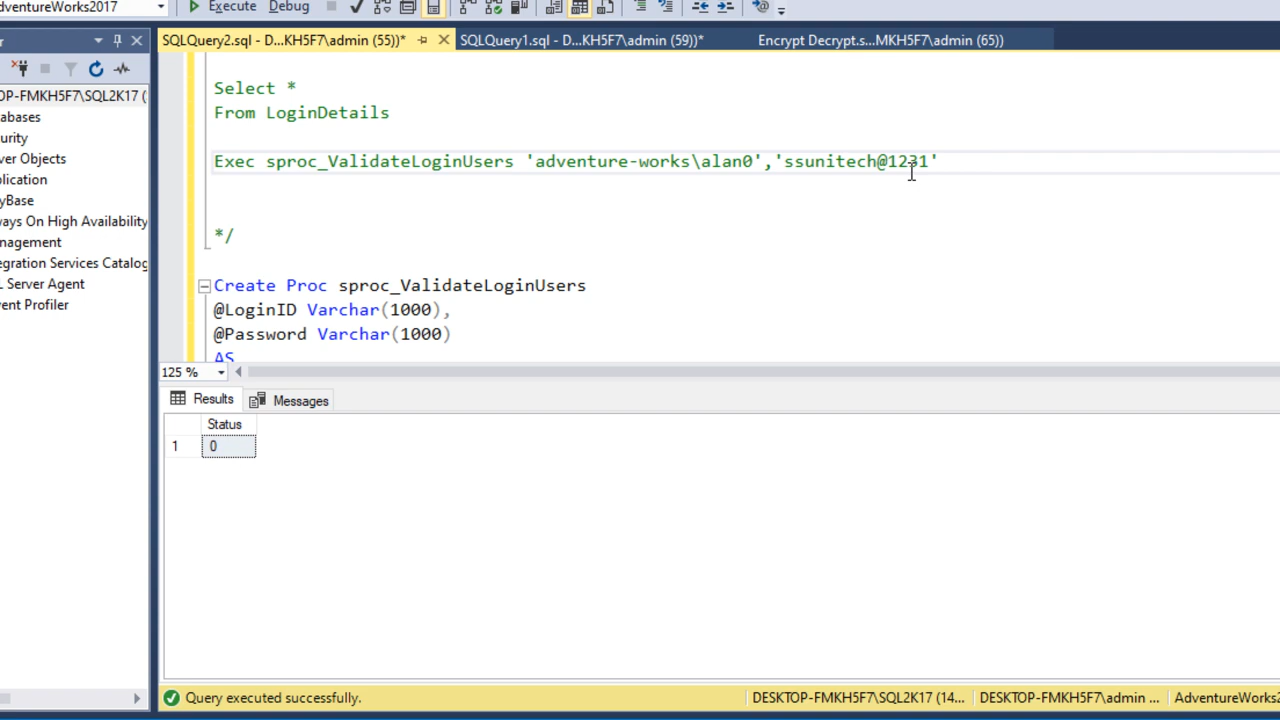 dventureWorks2017 Execute Debug
SQLQuery2.sql - D...KH5F7\admin (55))* SQLQuery1.sql - D...KH5F7\admin (59))* Encrypt Decrypt.s...MKH5F7\admin (65))
r
OP-FMKH5F7\SQL2K17 (
abases
urity
ver Objects
lication
yBase
ways On High Availability
nagement
egration Services Catalog
L Server Agent
ent Profiler
Select *
From LoginDetails
Exec sproc_ValidateLoginUsers 'adventure-works\alan0','ssunitech@1231'
*/
Create Proc sproc_ValidateLoginUsers
@LoginID Varchar(1000),
@Password Varchar(1000)
AS
125 %
Results Messages
Status
1 0
Query executed successfully. DESKTOP-FMKH5F7\SQL2K17 (14... DESKTOP-FMKH5F7\admin ... AdventureWorks2